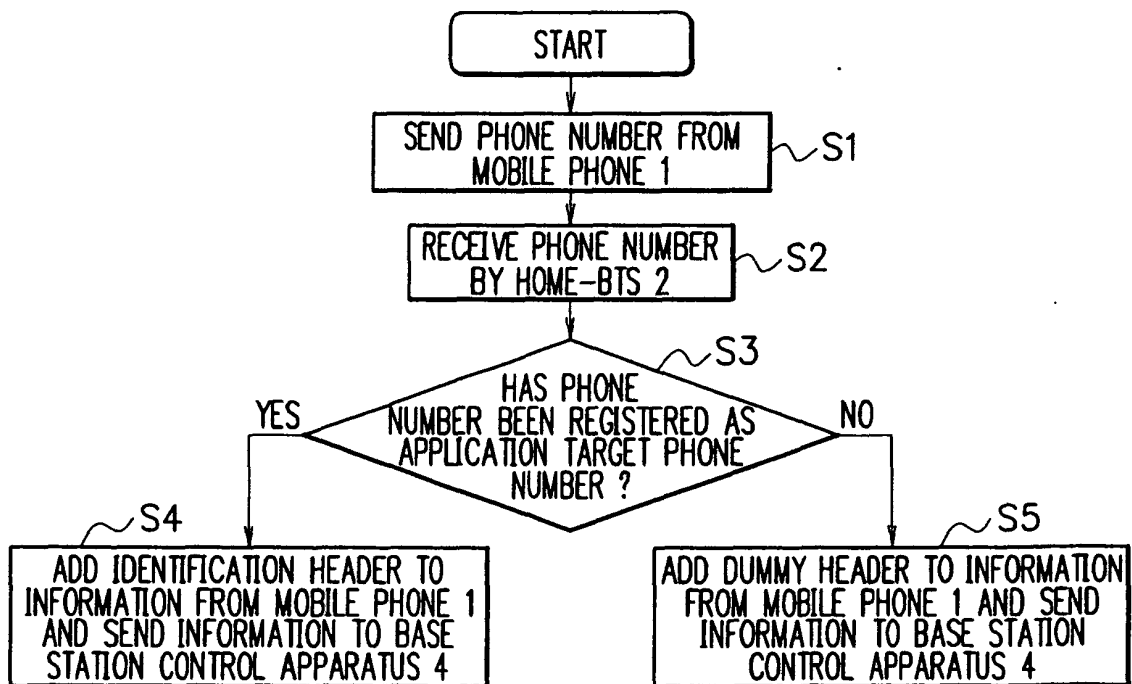 START
SEND PHONE NUMBER FROM
MOBILE PHONE 1
S1
RECEIVE PHONE NUMBER
BY HOME-BTS 2
S2
S3
HAS PHONE
NUMBER BEEN REGISTERED AS
APPLICATION TARGET PHONE
NUMBER ?
YES
NO
S4
ADD IDENTIFICATION HEADER TO
INFORMATION FROM MOBILE PHONE 1
AND SEND INFORMATION TO BASE
STATION CONTROL APPARATUS 4
S5
ADD DUMMY HEADER TO INFORMATION
FROM MOBILE PHONE 1 AND SEND
INFORMATION TO BASE STATION
CONTROL APPARATUS 4